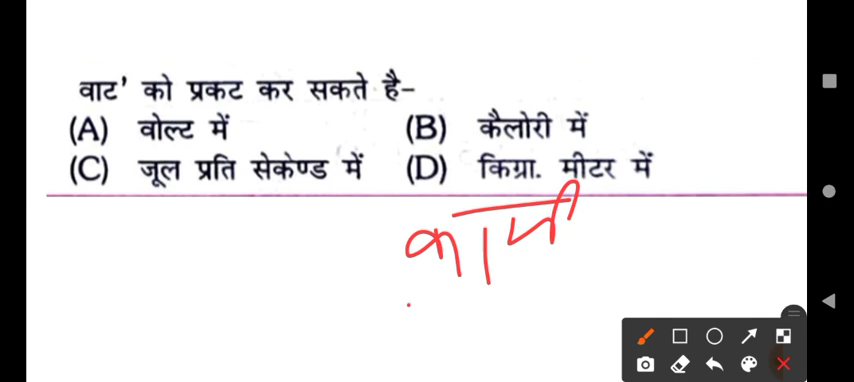 वाट' को प्रकट कर सकते है–
(A) वोल्ट में (B) कैलोरी में
(C) जूल प्रति सेकेण्ड में (D) किग्रा. मीटर में